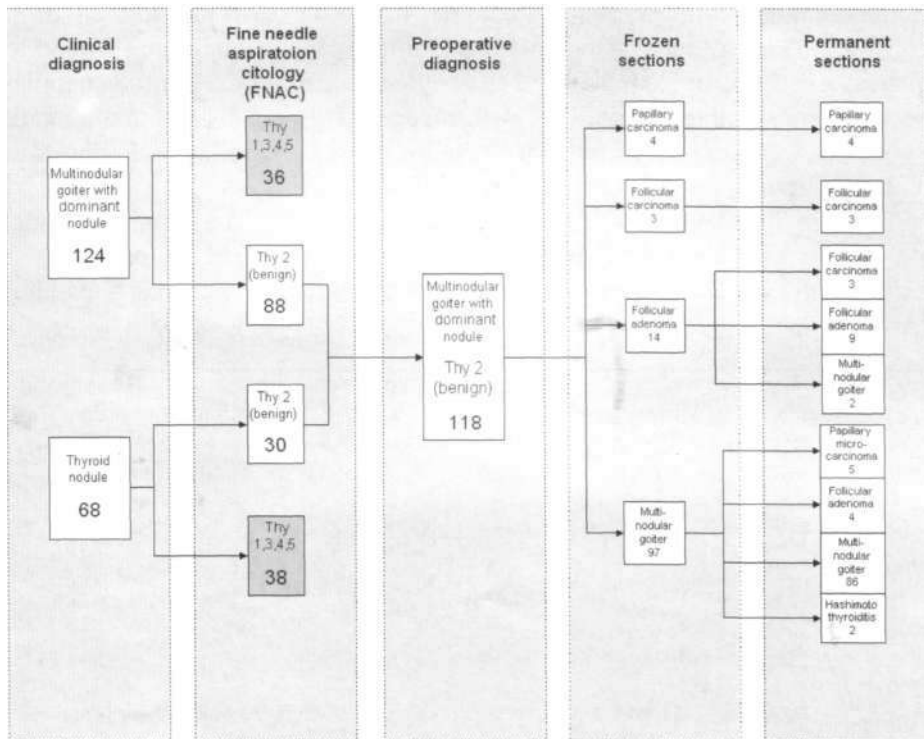 Clinical
diagnosis
Fine needle
aspiratoion
citology
(FNAC)
Preoperative
diagnosis
Frozen
sections
Permanent
sections
Multinodular
goiter with
dominant
nodule
124
Thyroid
nodule
68
Thy
1,3,4,5
36
Thy 2
(benign)
88
Thy 2
(benign)
30
Thy
1,3,4,5
38
Multinodular
goiter with
dominant
nodule
Thy 2
(benign)
118
Papillary
carcinoma
4
Follicular
carcinoma
3
Follicular
adenoma
14
Multi-
nodular
goiter
97
Papillary
carcinoma
4
Follicular
carcinoma
3
Follicular
carcinoma
3
Follicular
adenoma
9
Multi-
nodular
goiter
2
Papillary
micro-
carcinoma
5
Follicular
adenoma
4
Multi-
nodular
goiter
86
Hashimoto
thyroiditis
2